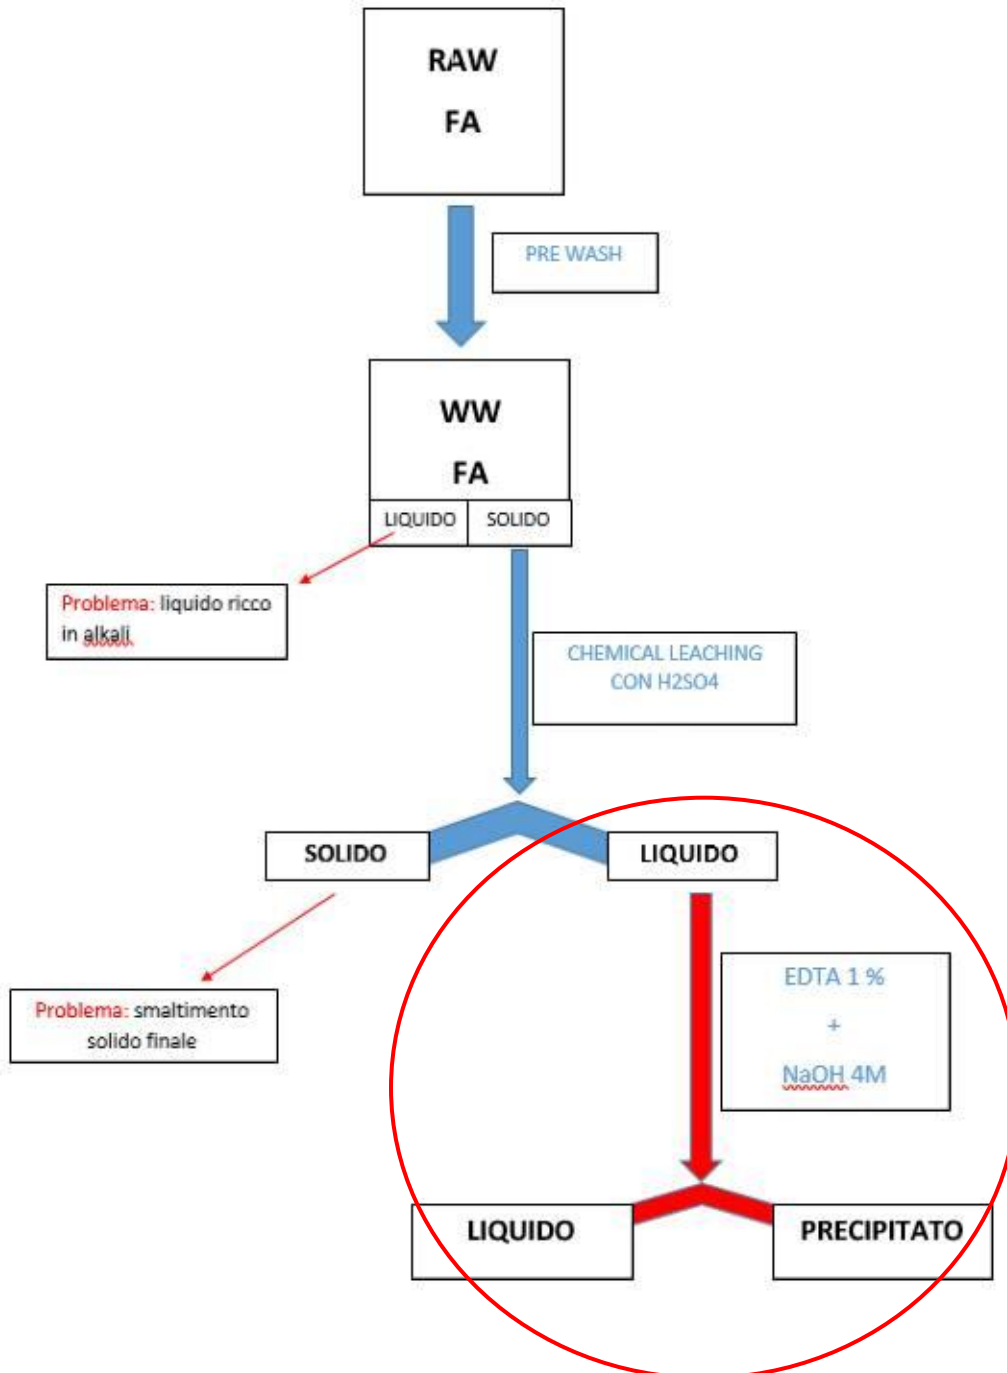 RAW
FA
PRE WASH
WW
FA
LIQUIDO
SOLIDO
Problema: liquido ricco
in alkali
CHEMICAL LEACHING
CON H2SO4
SOLIDO
LIQUIDO
Problema: smaltimento
solido finale
EDTA 1 %
+
NaOH 4M
LIQUIDO
PRECIPITATO